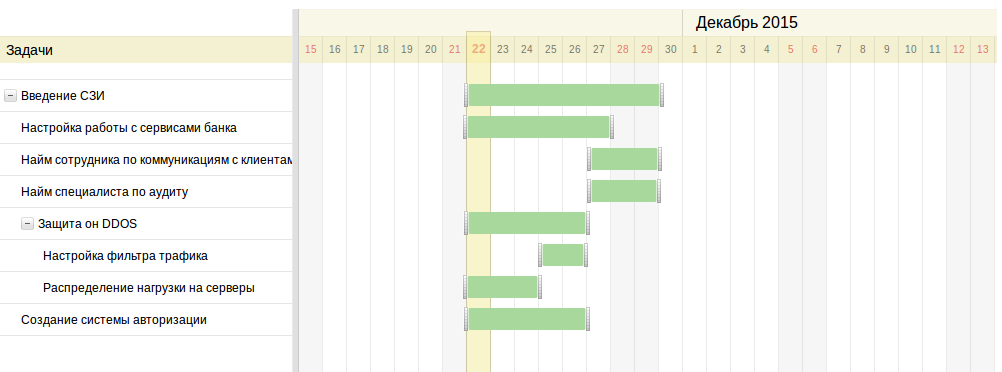 Декабрь 2015
Задачи
15 16 17 18 19 20 21 22 23 24 25 26 27 28 29 30 1 2 3 4 5 6 7 8 9 10 11 12 13
Введение СЗИ
Настройка работы с сервисами банка
Найм сотрудника по коммуникациям с клиентам
Найм специалиста по аудиту
Защита он DDOS
Настройка фильтра трафика
Распределение нагрузки на серверы
Создание системы авторизации